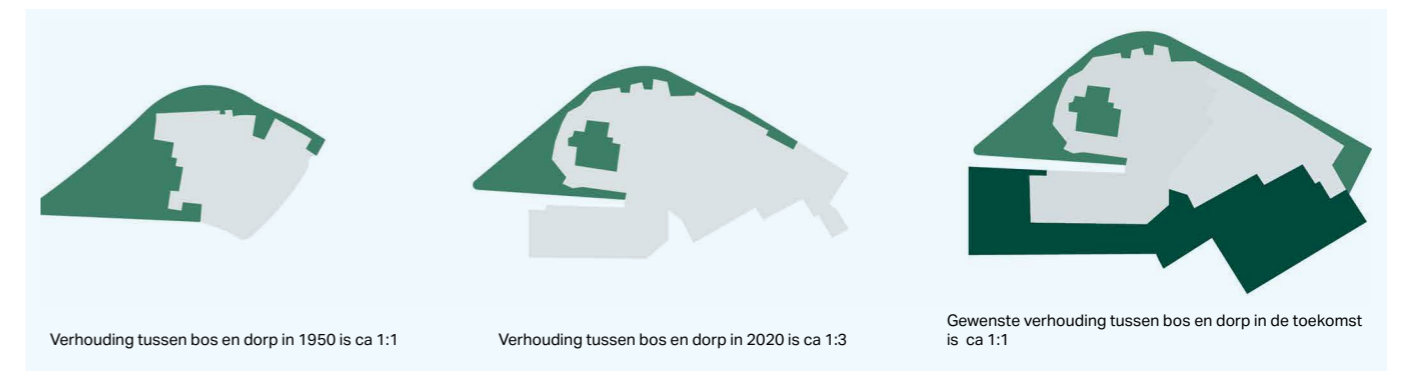 Verhouding tussen bos en dorp in 1950 is ca 1:1
Verhouding tussen bos en dorp in 2020 is ca 1:3
Gewenste verhouding tussen bos en dorp in de toekomst
is ca 1:1